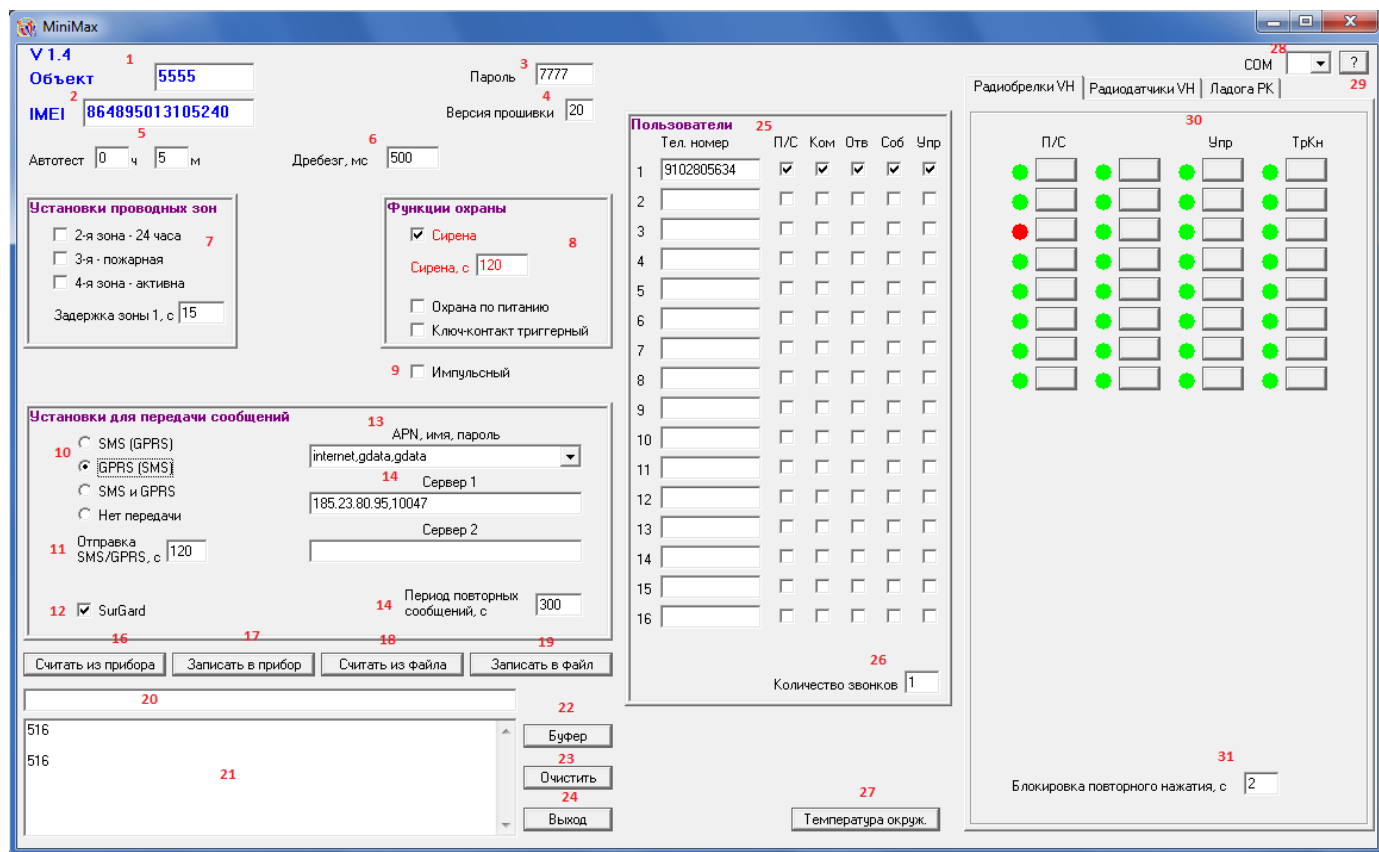 MiniMax
V 1.4
1
Объект 5555
2
IMEI 864895013105240
3
Пароль 7777
4
Версия прошивки 20
5
Автотест 0 ч 5 м
6
Дребезг, мс 500
Установки проводных зон
2-я зона - 24 часа
7
3-я - пожарная
4-я зона - активна
Задержка зоны 1, с 15
Функции охраны
Сирена
8
Сирена, с 120
Охрана по питанию
Ключ-контакт триггерный
9 Импульсный
Установки для передачи сообщений
10
SMS (GPRS)
GPRS (SMS)
SMS и GPRS
Нет передачи
11 Отправка
SMS/GPRS, с 120
12 SurGard
13
APN, имя, пароль
internet,gdata,gdata
14 Сервер 1
185.23.80.95,10047
Сервер 2
14 Период повторных
сообщений, с 300
16 17 18 19
Считать из прибора Записать в прибор Считать из файла Записать в файл
20
516
516
21
22
Буфер
23
Очистить
24
Выход
Пользователи 25
Тел. номер П/С Ком Отв Соб Упр
1 9102805634
2
3
4
5
6
7
8
9
10
11
12
13
14
15
16
26
Количество звонков 1
27
Температура окруж.
28
COM ?
29
Радиобрелки VH Радиодатчики VH Ладога РК
30
П/С Упр ТрКн
31
Блокировка повторного нажатия, с 2